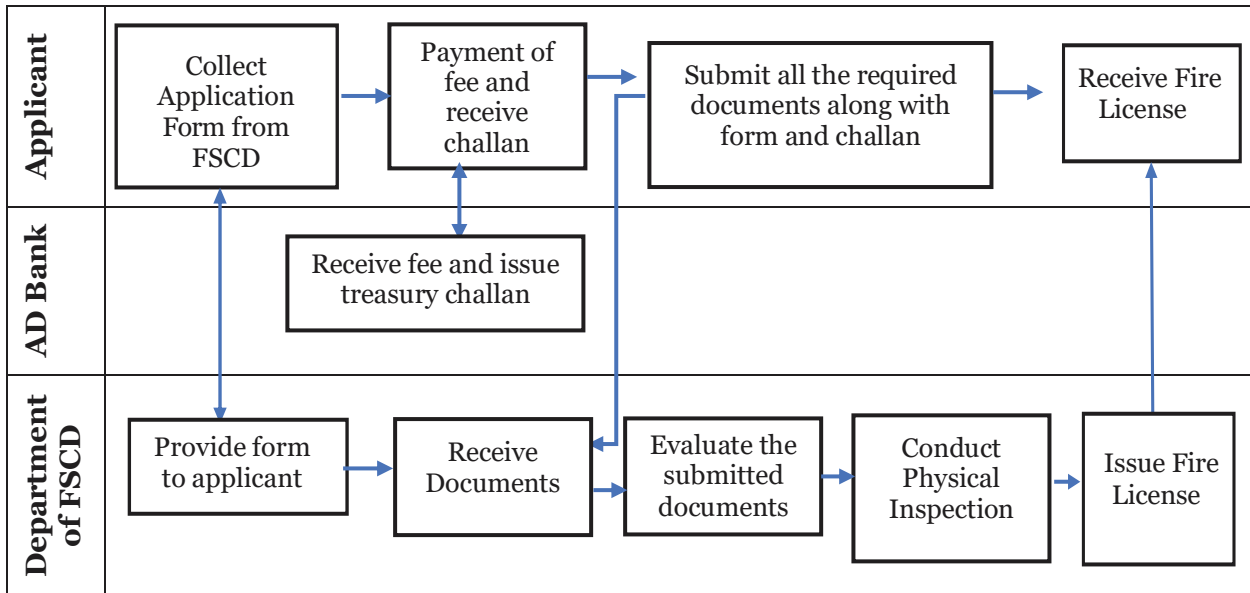 Applicant
Collect
Application
Form from
FSCD
Payment of
fee and
receive
challan
Submit all the required
documents along with
form and challan
Receive Fire
License
AD Bank
Receive fee and issue
treasury challan
Department
of FSCD
Provide form
to applicant
Receive
Documents
Evaluate the
submitted
documents
Conduct
Physical
Inspection
Issue Fire
License